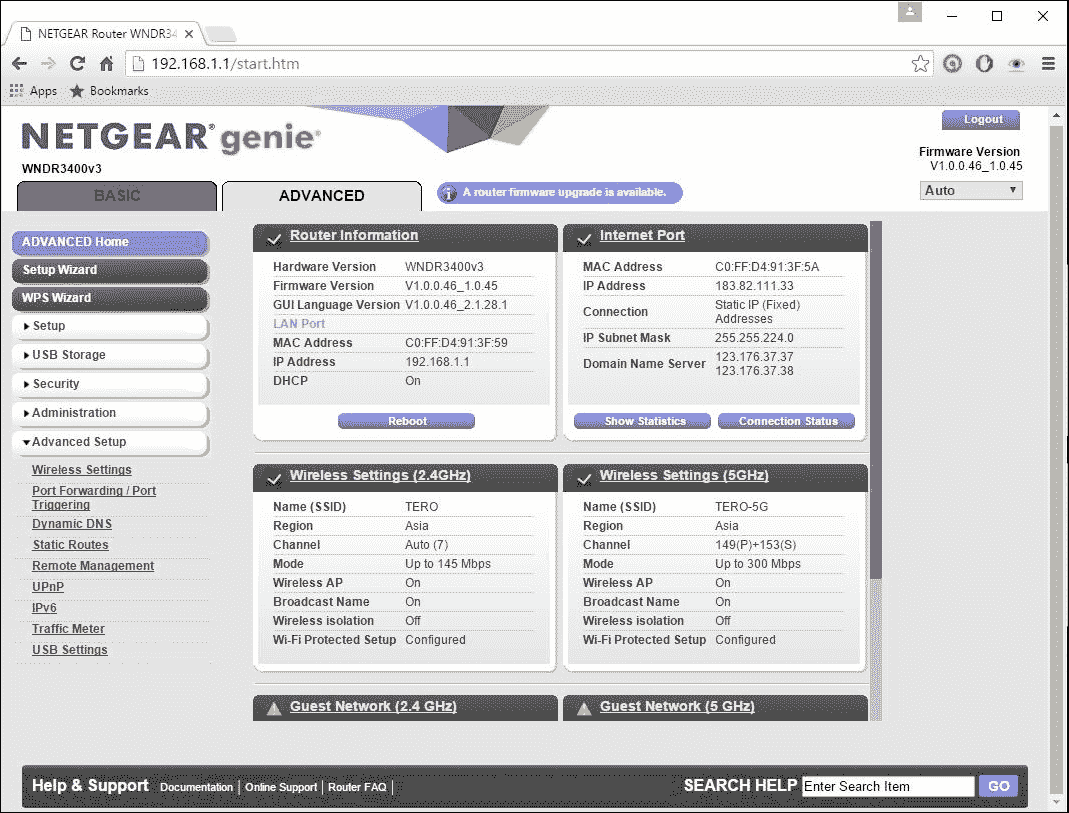 NETGEAR Router WNDR34
192.168.1.1/start.htm
Apps Bookmarks
NETGEAR® genie®
Logout
WNDR3400v3
Firmware Version
V1.0.0.46_1.0.45
BASIC
ADVANCED
A router firmware upgrade is available.
Auto
ADVANCED Home
Setup Wizard
WPS Wizard
Setup
USB Storage
Security
Administration
Advanced Setup
Wireless Settings
Port Forwarding / Port
Triggering
Dynamic DNS
Static Routes
Remote Management
UPnP
IPv6
Traffic Meter
USB Settings
Router Information
Hardware Version WNDR3400v3
Firmware Version V1.0.0.46_1.0.45
GUI Language Version V1.0.0.46_2.1.28.1
LAN Port
MAC Address C0:FF:D4:91:3F:59
IP Address 192.168.1.1
DHCP On
Reboot
Internet Port
MAC Address C0:FF:D4:91:3F:5A
IP Address 183.82.111.33
Connection Static IP (Fixed)
Addresses
IP Subnet Mask 255.255.224.0
Domain Name Server 123.176.37.37
123.176.37.38
Show Statistics Connection Status
Wireless Settings (2.4GHz)
Name (SSID) TERO
Region Asia
Channel Auto (7)
Mode Up to 145 Mbps
Wireless AP On
Broadcast Name On
Wireless isolation Off
Wi-Fi Protected Setup Configured
Wireless Settings (5GHz)
Name (SSID) TERO-5G
Region Asia
Channel 149(P)+153(S)
Mode Up to 300 Mbps
Wireless AP On
Broadcast Name On
Wireless isolation Off
Wi-Fi Protected Setup Configured
Guest Network (2.4 GHz)
Guest Network (5 GHz)
Help & Support Documentation | Online Support | Router FAQ |
SEARCH HELP Enter Search Item GO